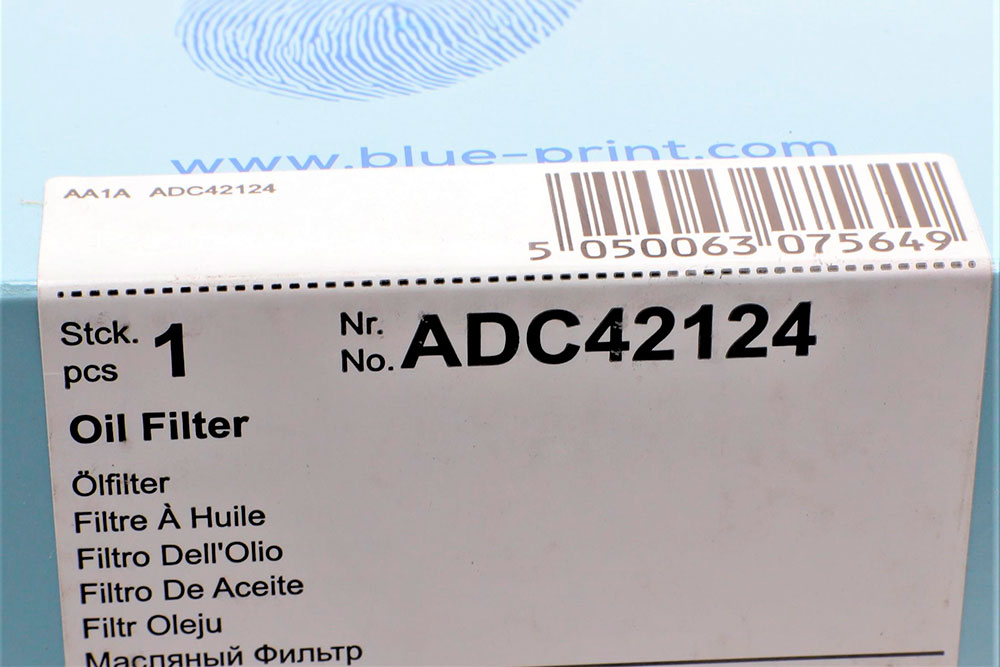 www.blue-print.com
AA1A ADC42124
5 050063 075649
Stck. 1
pcs
Nr. ADC42124
No.
Oil Filter
Ölfilter
Filtre À Huile
Filtro Dell'Olio
Filtro De Aceite
Filtr Oleju
Масляный Фильтр